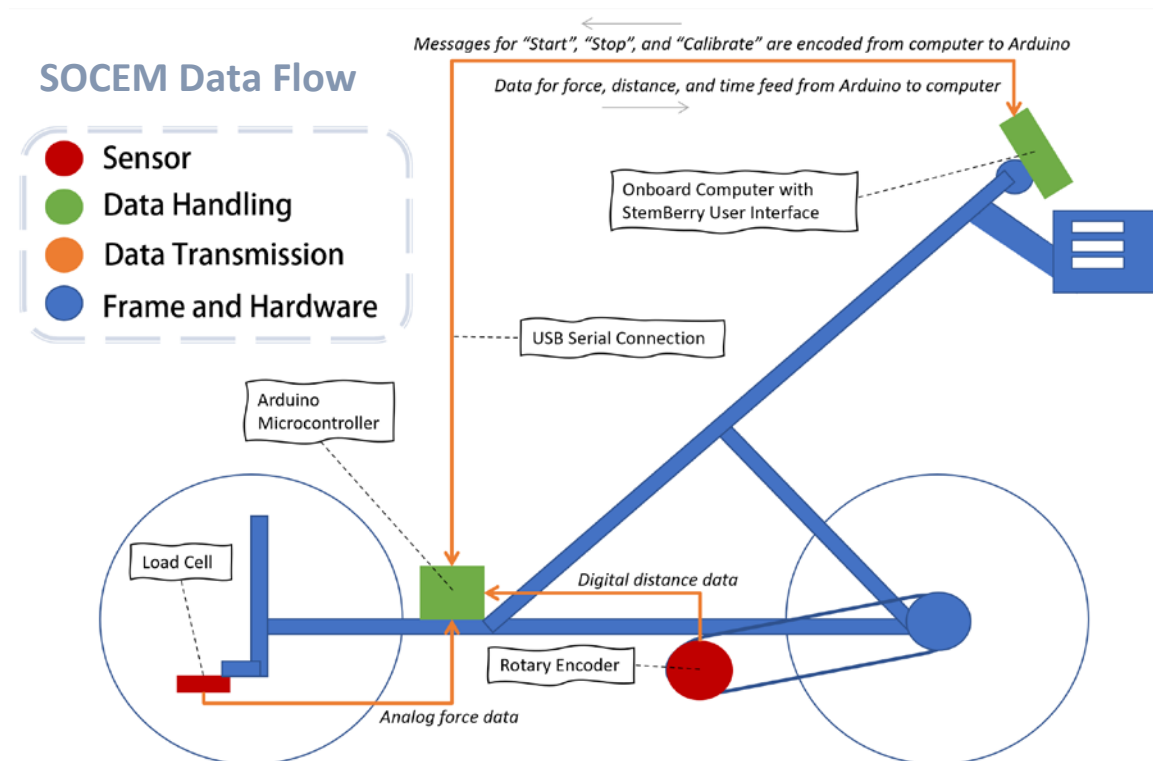 Messages for “Start”, “Stop”, and “Calibrate” are encoded from computer to Arduino
SOCEM Data Flow
Data for force, distance, and time feed from Arduino to computer
Sensor
Data Handling
Data Transmission
Frame and Hardware
Onboard Computer with
StemBerry User Interface
USB Serial Connection
Arduino
Microcontroller
Load Cell
Digital distance data
Rotary Encoder
Analog force data